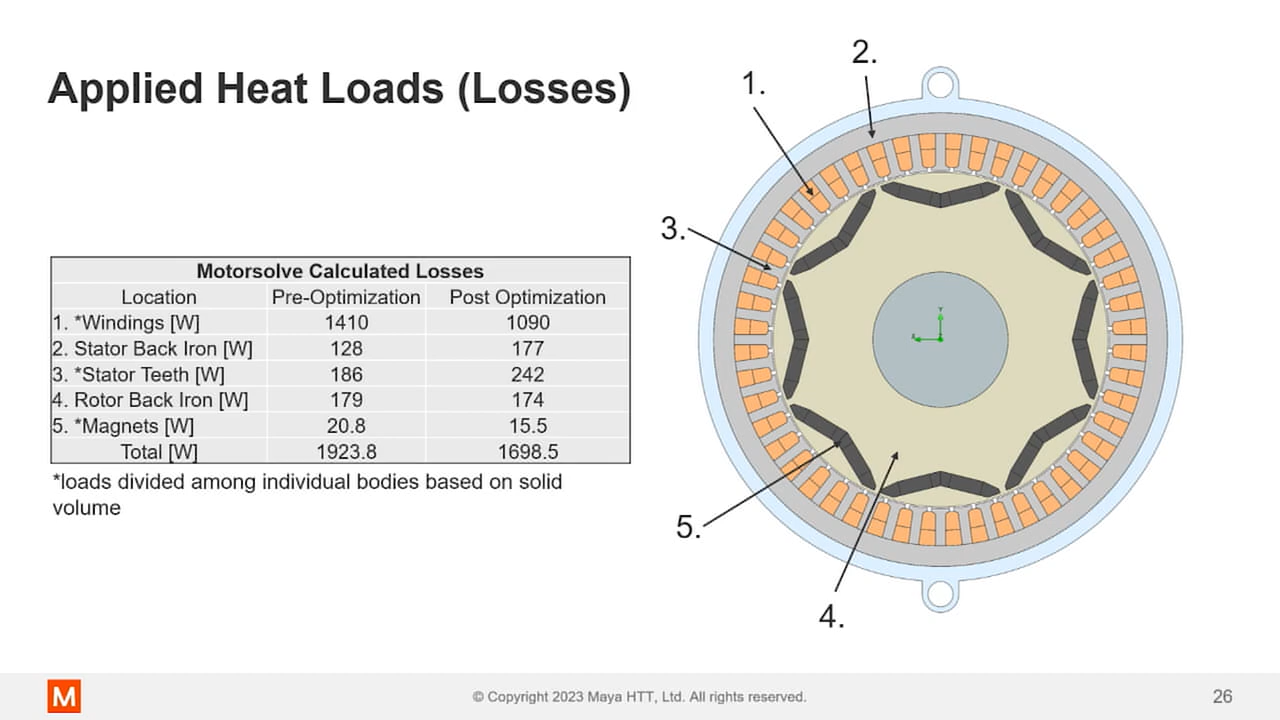 Applied Heat Loads (Losses)
Motorsolve Calculated Losses
Location Pre-Optimization Post Optimization
1. *Windings [W] 1410 1090
2. Stator Back Iron [W] 128 177
3. *Stator Teeth [W] 186 242
4. Rotor Back Iron [W] 179 174
5. *Magnets [W] 20.8 15.5
Total [W] 1923.8 1698.5
*loads divided among individual bodies based on solid
volume
1.
2.
3.
5.
4.
Y
M
© Copyright 2023 Maya HTT, Ltd. All rights reserved.
26